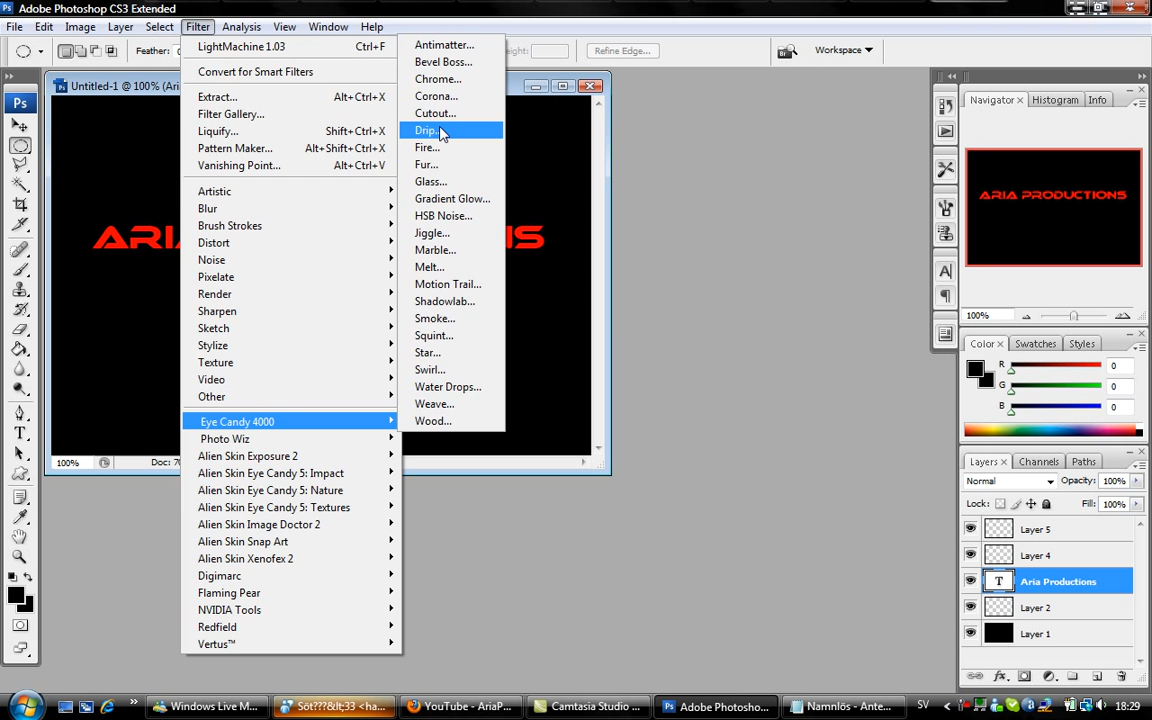 Adobe Photoshop CS3 Extended
File Edit Image Layer Select Filter Analysis View Window Help
Feather: Height: Refine Edge... Workspace
LightMachine 1.03 Ctrl+F
Convert for Smart Filters
Extract... Alt+Ctrl+X
Filter Gallery...
Liquify... Shift+Ctrl+X
Pattern Maker... Alt+Shift+Ctrl+X
Vanishing Point... Alt+Ctrl+V
Artistic
Blur
Brush Strokes
Distort
Noise
Pixelate
Render
Sharpen
Sketch
Stylize
Texture
Video
Other
Eye Candy 4000
Photo Wiz
Alien Skin Exposure 2
Alien Skin Eye Candy 5: Impact
Alien Skin Eye Candy 5: Nature
Alien Skin Eye Candy 5: Textures
Alien Skin Image Doctor 2
Alien Skin Snap Art
Alien Skin Xenofex 2
Digimarc
Flaming Pear
NVIDIA Tools
Redfield
Vertus™
Antimatter...
Bevel Boss...
Chrome...
Corona...
Cutout...
Drip...
Fire...
Fur...
Glass...
Gradient Glow...
HSB Noise...
Jiggle...
Marble...
Melt...
Motion Trail...
Shadowlab...
Smoke...
Squint...
Star...
Swirl...
Water Drops...
Weave...
Wood...
Ps Untitled-1 @ 100% (Ari
ARIA NS
100% Doc: 7
Navigator Histogram Info
ARIA PRODUCTIONS
100%
Color Swatches Styles
R 0
G 0
B 0
Layers Channels Paths
Normal Opacity: 100%
Lock: Fill: 100%
Layer 5
Layer 4
T Aria Productions
Layer 2
Layer 1
Windows Live M... Söt???&lt;33 <ha... YouTube - AriaP... Camtasia Studio ... Adobe Photosho... Namnlös - Ante... SV 18:29